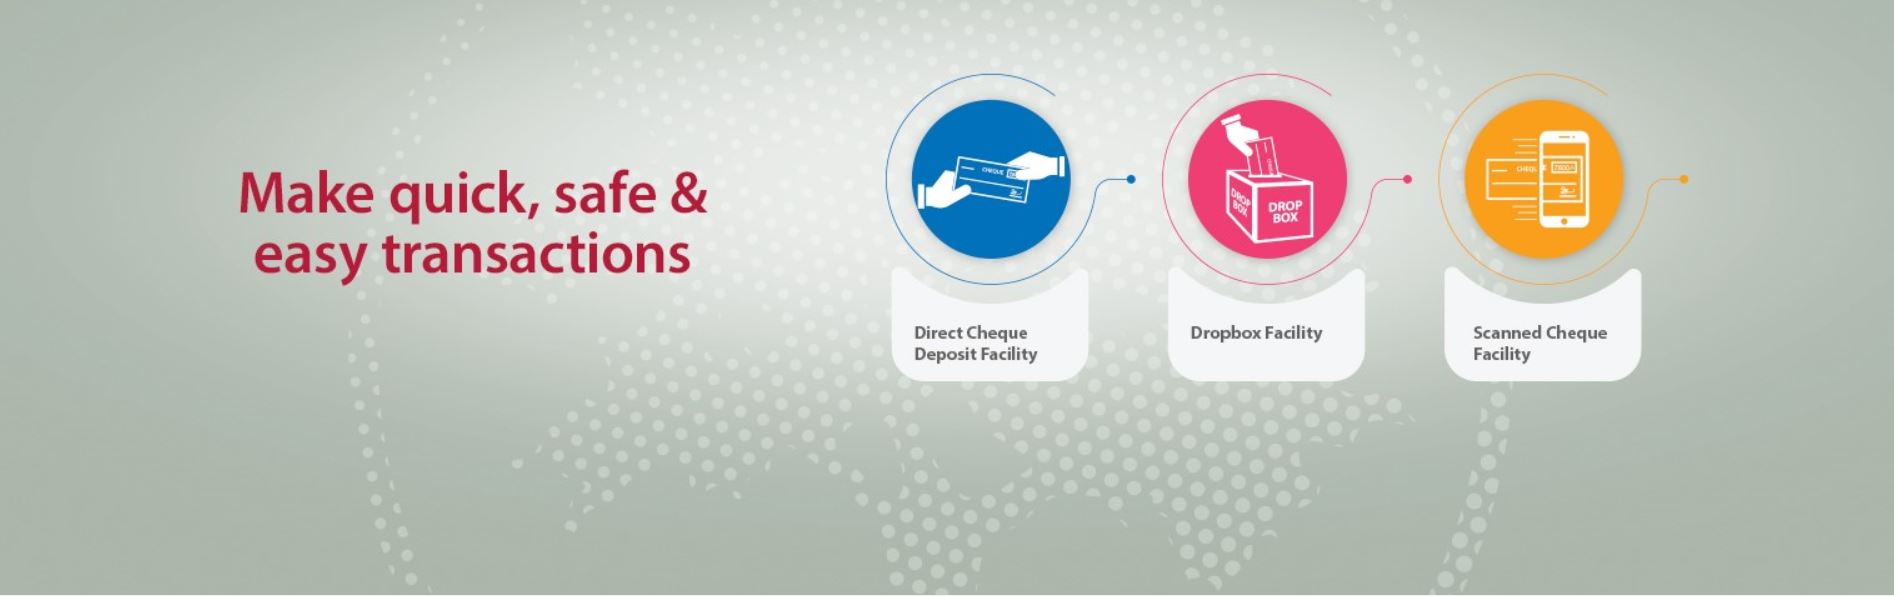 Make quick, safe &
easy transactions
CHEQUE
DROP
BOX
DROP
BOX
Direct Cheque
Deposit Facility
Dropbox Facility
Scanned Cheque
Facility